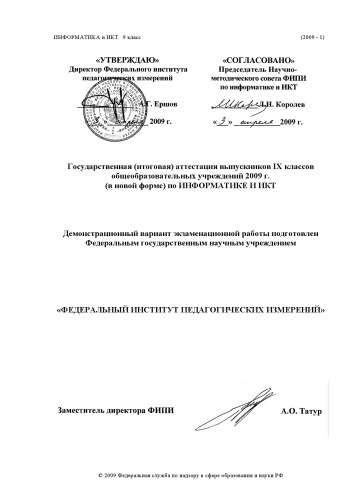 ИНФОРМАТИКА и ИКТ. 9 класс (2009 - 1)
«УТВЕРЖДАЮ»
Директор Федерального института
педагогических измерений
А.Г. Ершов
«3» апреля 2009 г.
«СОГЛАСОВАНО»
Председатель Научно-
методического совета ФИПИ
по информатике и ИКТ
Л.Н. Королев
«3» апреля 2009 г.
Государственная (итоговая) аттестация выпускников IX классов
общеобразовательных учреждений 2009 г.
(в новой форме) по ИНФОРМАТИКЕ И ИКТ
Демонстрационный вариант экзаменационной работы подготовлен
Федеральным государственным научным учреждением
«ФЕДЕРАЛЬНЫЙ ИНСТИТУТ ПЕДАГОГИЧЕСКИХ ИЗМЕРЕНИЙ»
Заместитель директора ФИПИ А.О. Татур
© 2009 Федеральная служба по надзору в сфере образования и науки РФ